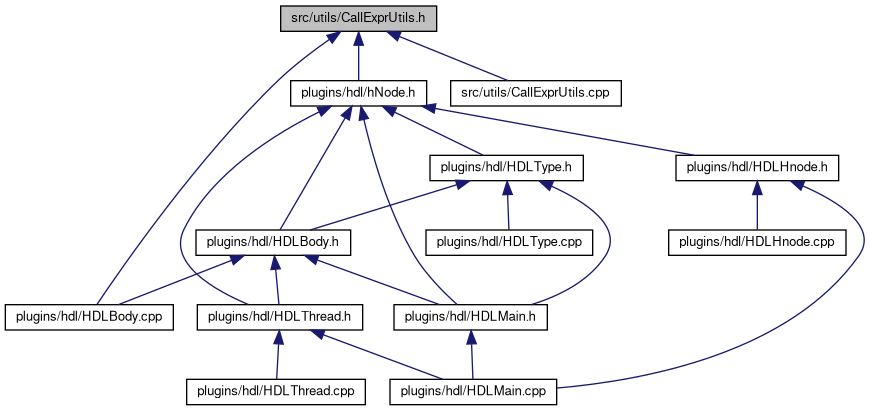 src/utils/CallExprUtils.h
plugins/hdl/hNode.h
src/utils/CallExprUtils.cpp
plugins/hdl/HDLType.h
plugins/hdl/HDLHnode.h
plugins/hdl/HDLBody.h
plugins/hdl/HDLType.cpp
plugins/hdl/HDLHnode.cpp
plugins/hdl/HDLBody.cpp
plugins/hdl/HDLThread.h
plugins/hdl/HDLMain.h
plugins/hdl/HDLThread.cpp
plugins/hdl/HDLMain.cpp